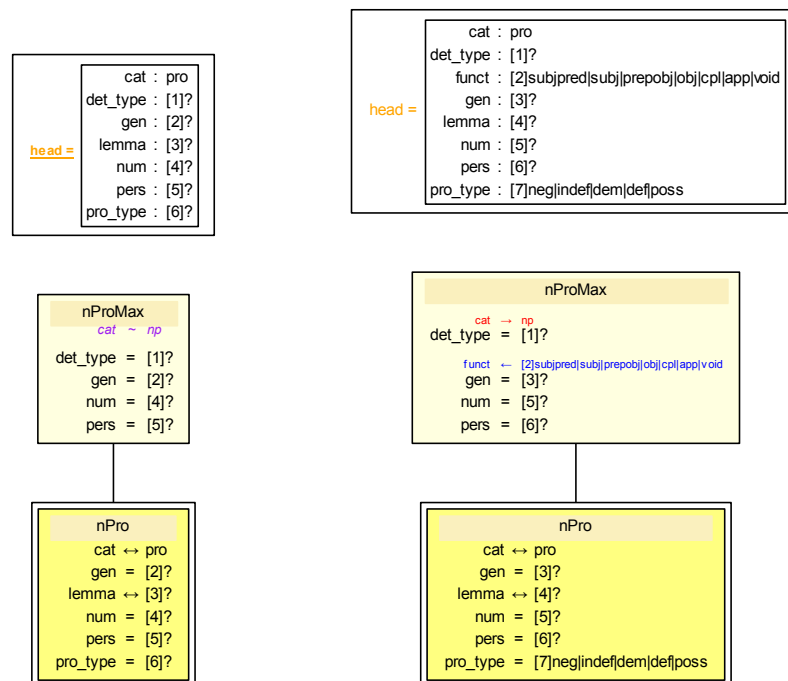 cat : pro
det_type : [1]?
gen : [2]?
head =
lemma : [3]?
num : [4]?
pers : [5]?
pro_type : [6]?
cat : pro
det_type : [1]?
funct : [2]subjpred|subj|prepobj|obj|cpl|app|void
gen : [3]?
head =
lemma : [4]?
num : [5]?
pers : [6]?
pro_type : [7]neg|indef|dem|def|poss
nProMax
cat ~ np
det_type = [1]?
gen = [2]?
num = [4]?
pers = [5]?
nPro
cat ↔ pro
gen = [2]?
lemma ↔ [3]?
num = [4]?
pers = [5]?
pro_type = [6]?
nProMax
cat → np
det_type = [1]?
funct ← [2]subjpred|subj|prepobj|obj|cpl|app|void
gen = [3]?
num = [5]?
pers = [6]?
nPro
cat ↔ pro
gen = [3]?
lemma ↔ [4]?
num = [5]?
pers = [6]?
pro_type = [7]neg|indef|dem|def|poss